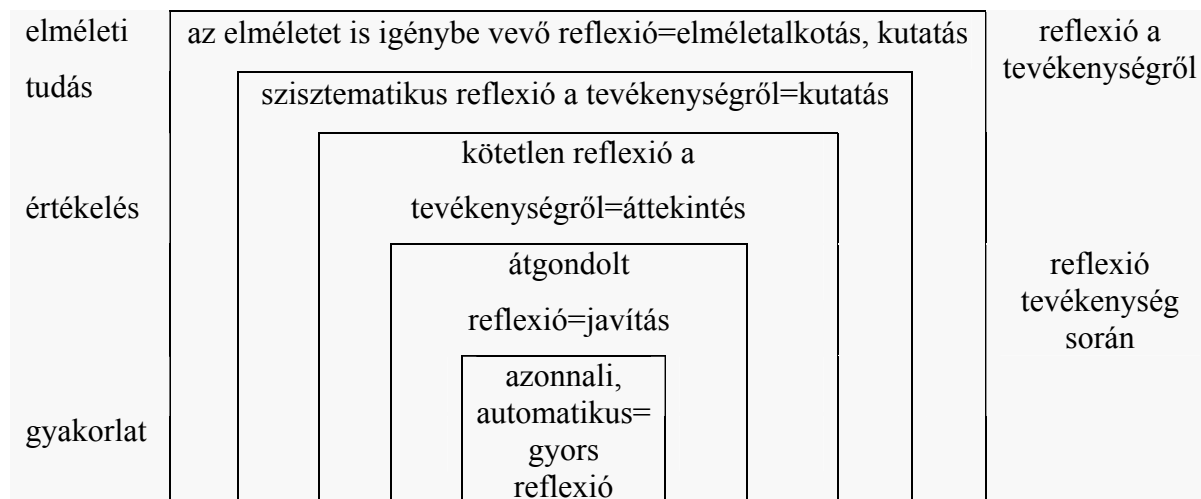 elméleti
tudás
értékelés
gyakorlat
az elméletet is igénybe vevő reflexió=elméletalkotás, kutatás
szisztematikus reflexió a tevékenységről=kutatás
kötetlen reflexió a
tevékenységről=áttekintés
átgondolt
reflexió=javítás
azonnali,
automatikus=
gyors
reflexió
reflexió a
tevékenységről
reflexió
tevékenység
során